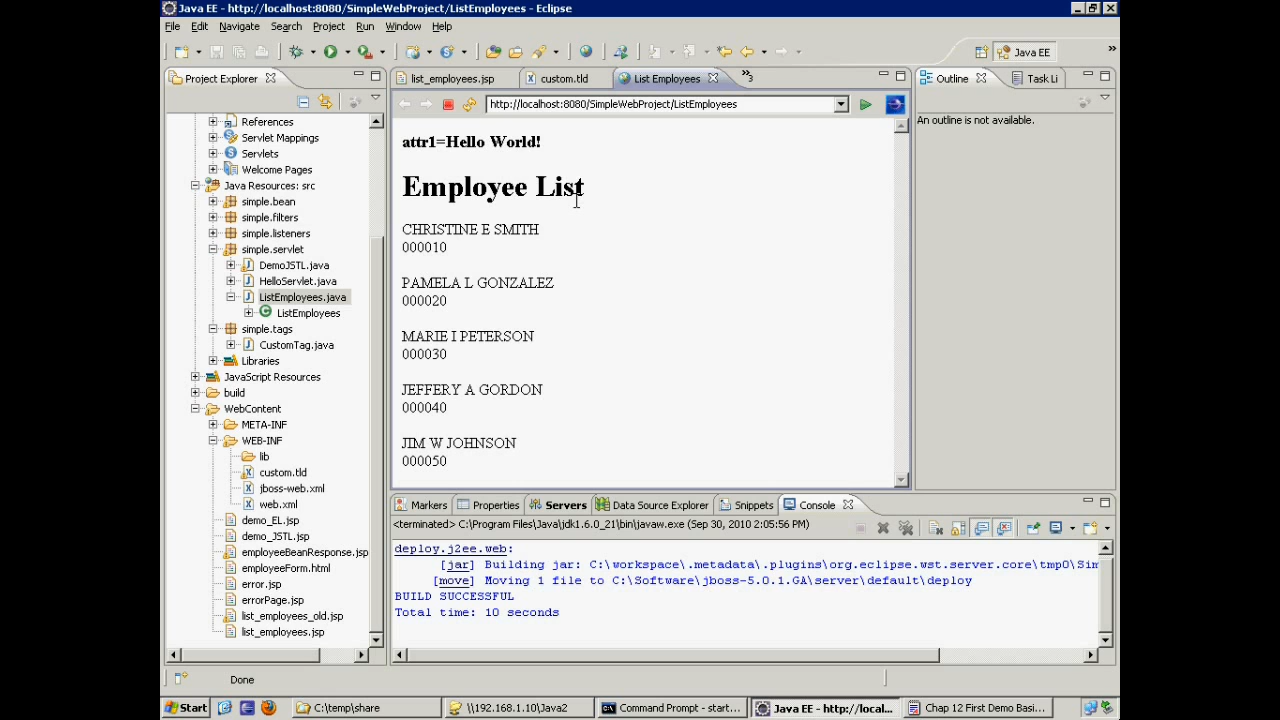 Java EE - http://localhost:8080/SimpleWebProject/ListEmployees - Eclipse
File Edit Navigate Search Project Run Window Help
Java EE
»
Project Explorer
References
Servlet Mappings
Servlets
Welcome Pages
Java Resources: src
simple.bean
simple.filters
simple.listeners
simple.servlet
DemoJSTL.java
HelloServlet.java
ListEmployees.java
ListEmployees
simple.tags
CustomTag.java
Libraries
JavaScript Resources
build
WebContent
META-INF
WEB-INF
lib
custom.tld
jboss-web.xml
web.xml
demo_EL.jsp
demo_JSTL.jsp
employeeBeanResponse.jsp
employeeForm.html
error.jsp
errorPage.jsp
list_employees_old.jsp
list_employees.jsp
list_employees.jsp custom.tld List Employees »3
http://localhost:8080/SimpleWebProject/ListEmployees
attr1=Hello World!
Employee List
CHRISTINE E SMITH
000010
PAMELA L GONZALEZ
000020
MARIE I PETERSON
000030
JEFFERY A GORDON
000040
JIM W JOHNSON
000050
Outline Task Li
An outline is not available.
Markers Properties Servers Data Source Explorer Snippets Console
<terminated> C:\Program Files\Java\jdk1.6.0_21\bin\javaw.exe (Sep 30, 2010 2:05:56 PM)
deploy.j2ee.web:
[jar] Building jar: C:\workspace\.metadata\.plugins\org.eclipse.wst.server.core\tmp0\Sim
[move] Moving 1 file to C:\Software\jboss-5.0.1.GA\server\default\deploy
BUILD SUCCESSFUL
Total time: 10 seconds
Done
Start C:\temp\share \\192.168.1.10\Java2 Command Prompt - start... Java EE - http://local... Chap 12 First Demo Basi...